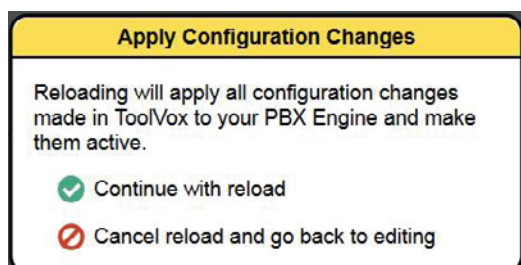 Apply Configuration Changes
Reloading will apply all configuration changes
made in ToolVox to your PBX Engine and make
them active.
Continue with reload
Cancel reload and go back to editing